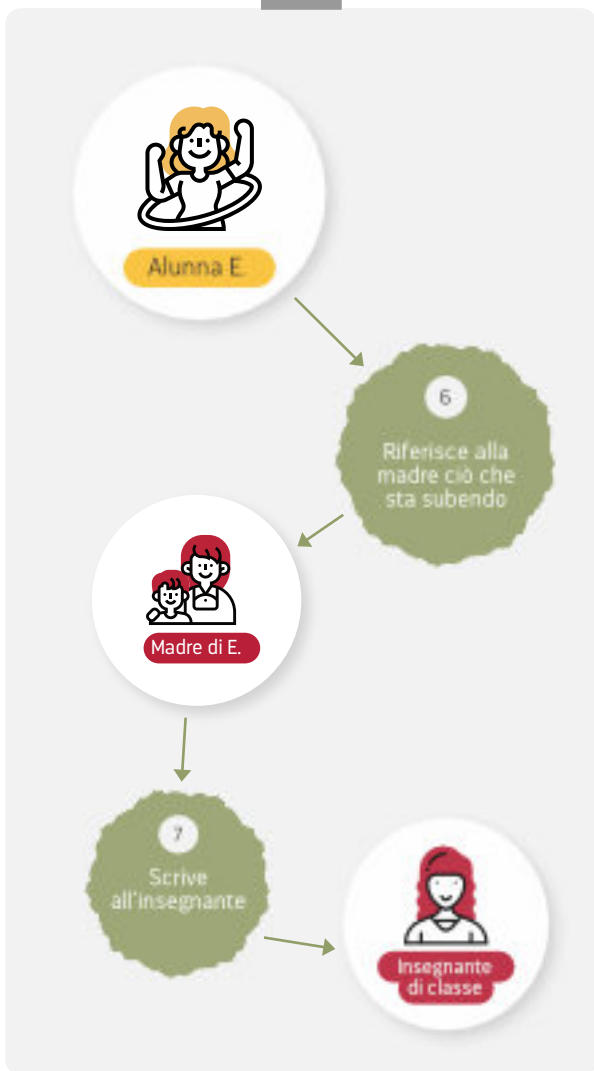 Alunna E.
6
Riferisce alla
madre ciò che
sta subendo
Madre di E.
7
Scrive
all'insegnante
Insegnante
di classe